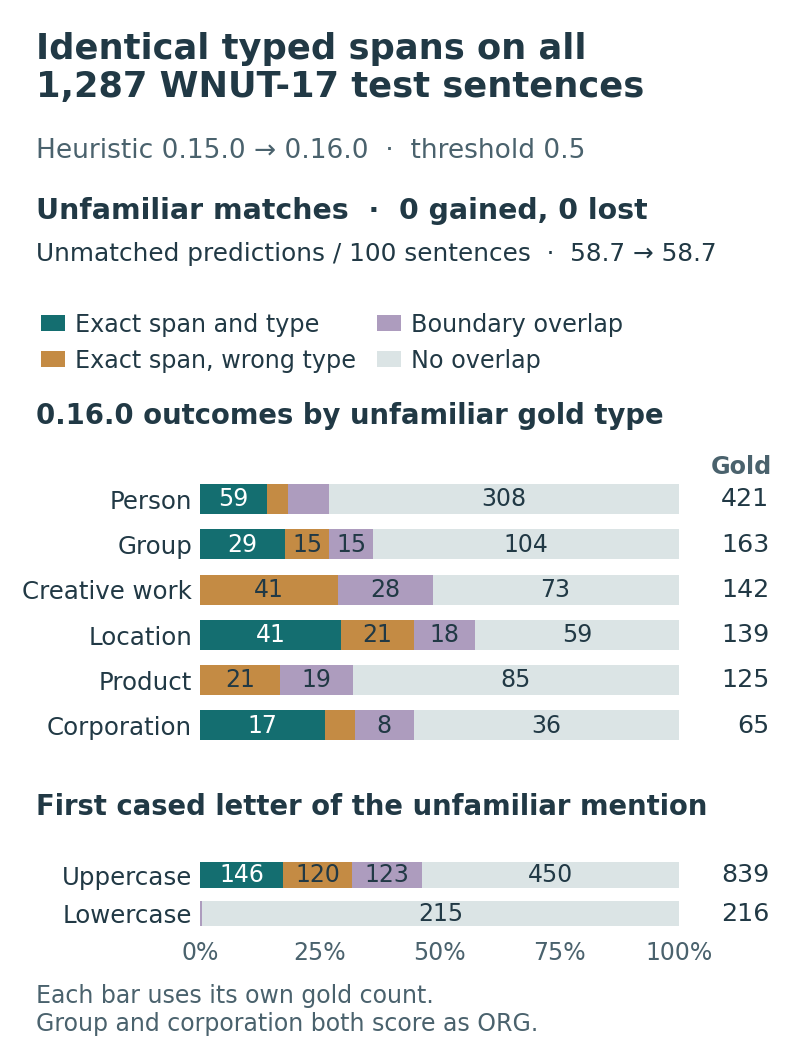 Identical typed spans on all
1,287 WNUT-17 test sentences
Heuristic 0.15.0 → 0.16.0 · threshold 0.5
Unfamiliar matches · 0 gained, 0 lost
Unmatched predictions / 100 sentences · 58.7 → 58.7
Exact span and type Boundary overlap
Exact span, wrong type No overlap
0.16.0 outcomes by unfamiliar gold type
Gold
Person 59 308 421
Group 29 15 15 104 163
Creative work 41 28 73 142
Location 41 21 18 59 139
Product 21 19 85 125
Corporation 17 8 36 65
First cased letter of the unfamiliar mention
Uppercase 146 120 123 450 839
Lowercase 215 216
0% 25% 50% 75% 100%
Each bar uses its own gold count.
Group and corporation both score as ORG.